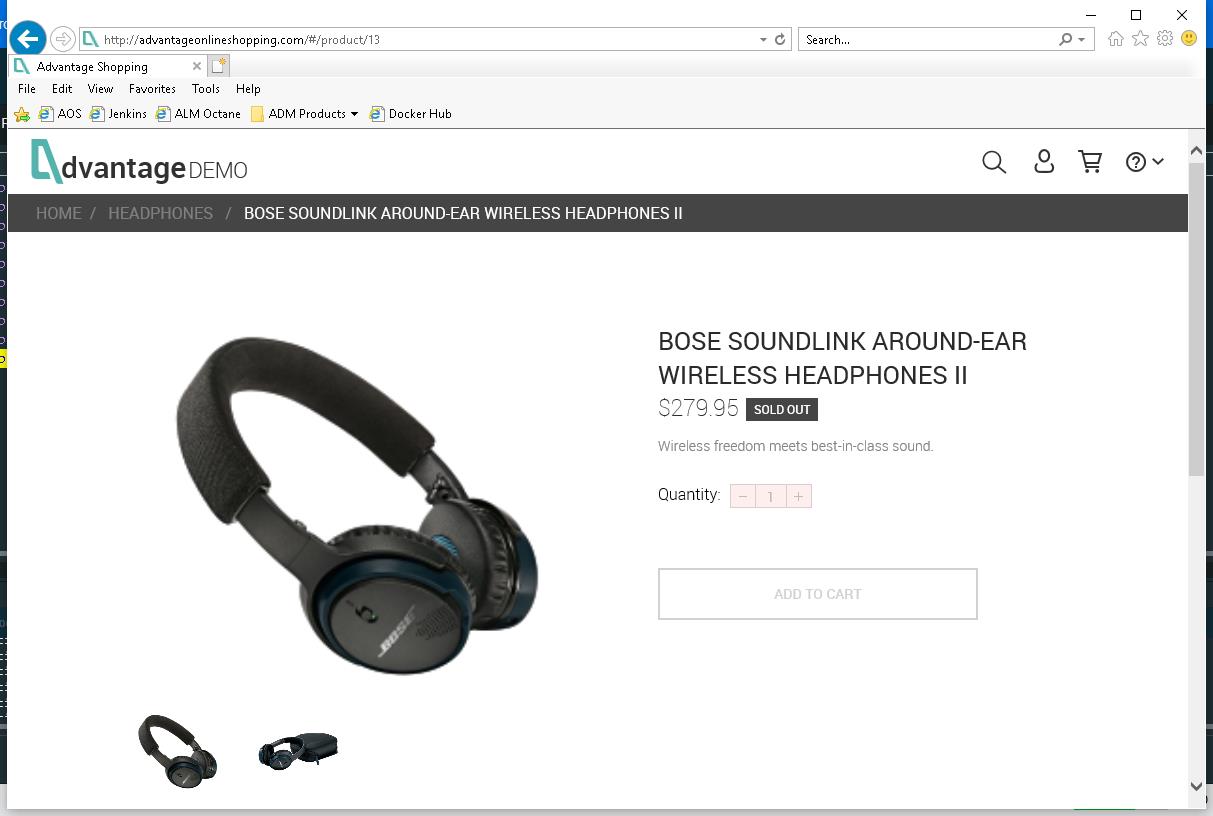 http://advantageonlineshopping.com/#/product/13
Search...
Advantage Shopping
File Edit View Favorites Tools Help
AOS Jenkins ALM Octane ADM Products Docker Hub
dvantage DEMO
HOME / HEADPHONES / BOSE SOUNDLINK AROUND-EAR WIRELESS HEADPHONES II
BOSE SOUNDLINK AROUND-EAR
WIRELESS HEADPHONES II
$279.95 SOLD OUT
Wireless freedom meets best-in-class sound.
Quantity: − 1 +
ADD TO CART
BOSE